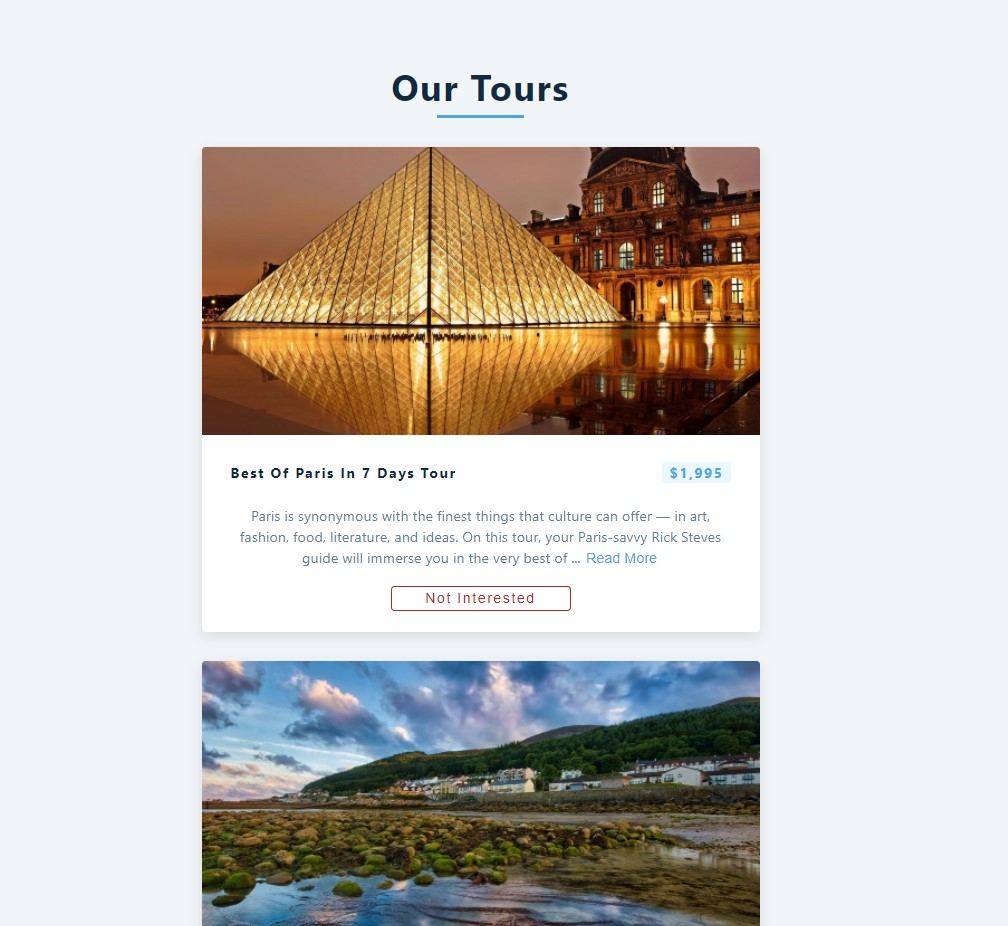 Our Tours
Best Of Paris In 7 Days Tour $1,995
Paris is synonymous with the finest things that culture can offer — in art,
fashion, food, literature, and ideas. On this tour, your Paris-savvy Rick Steves
guide will immerse you in the very best of ... Read More
Not Interested